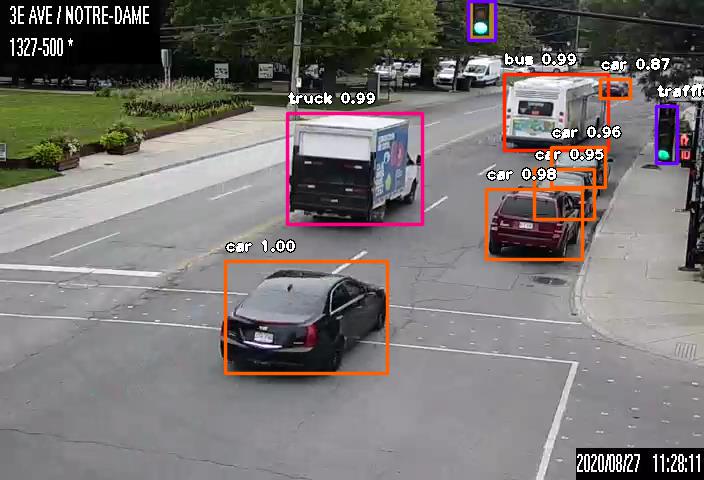 3E AVE / NOTRE-DAME
1327-500 *
bus 0.99
car 0.87
truck 0.99
traffi
car 0.96
car 0.95
car 0.98
car 1.00
2020/08/27 11:28:11